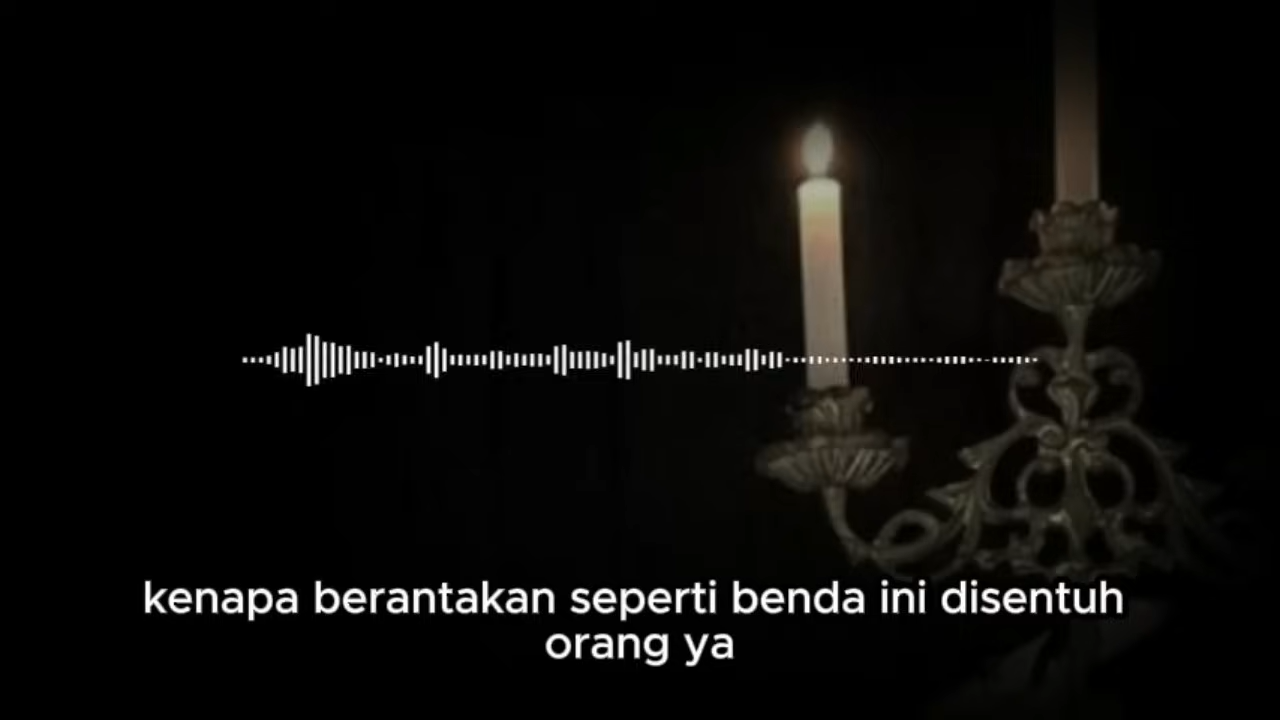 kenapa berantakan seperti benda ini disentuh
orang ya